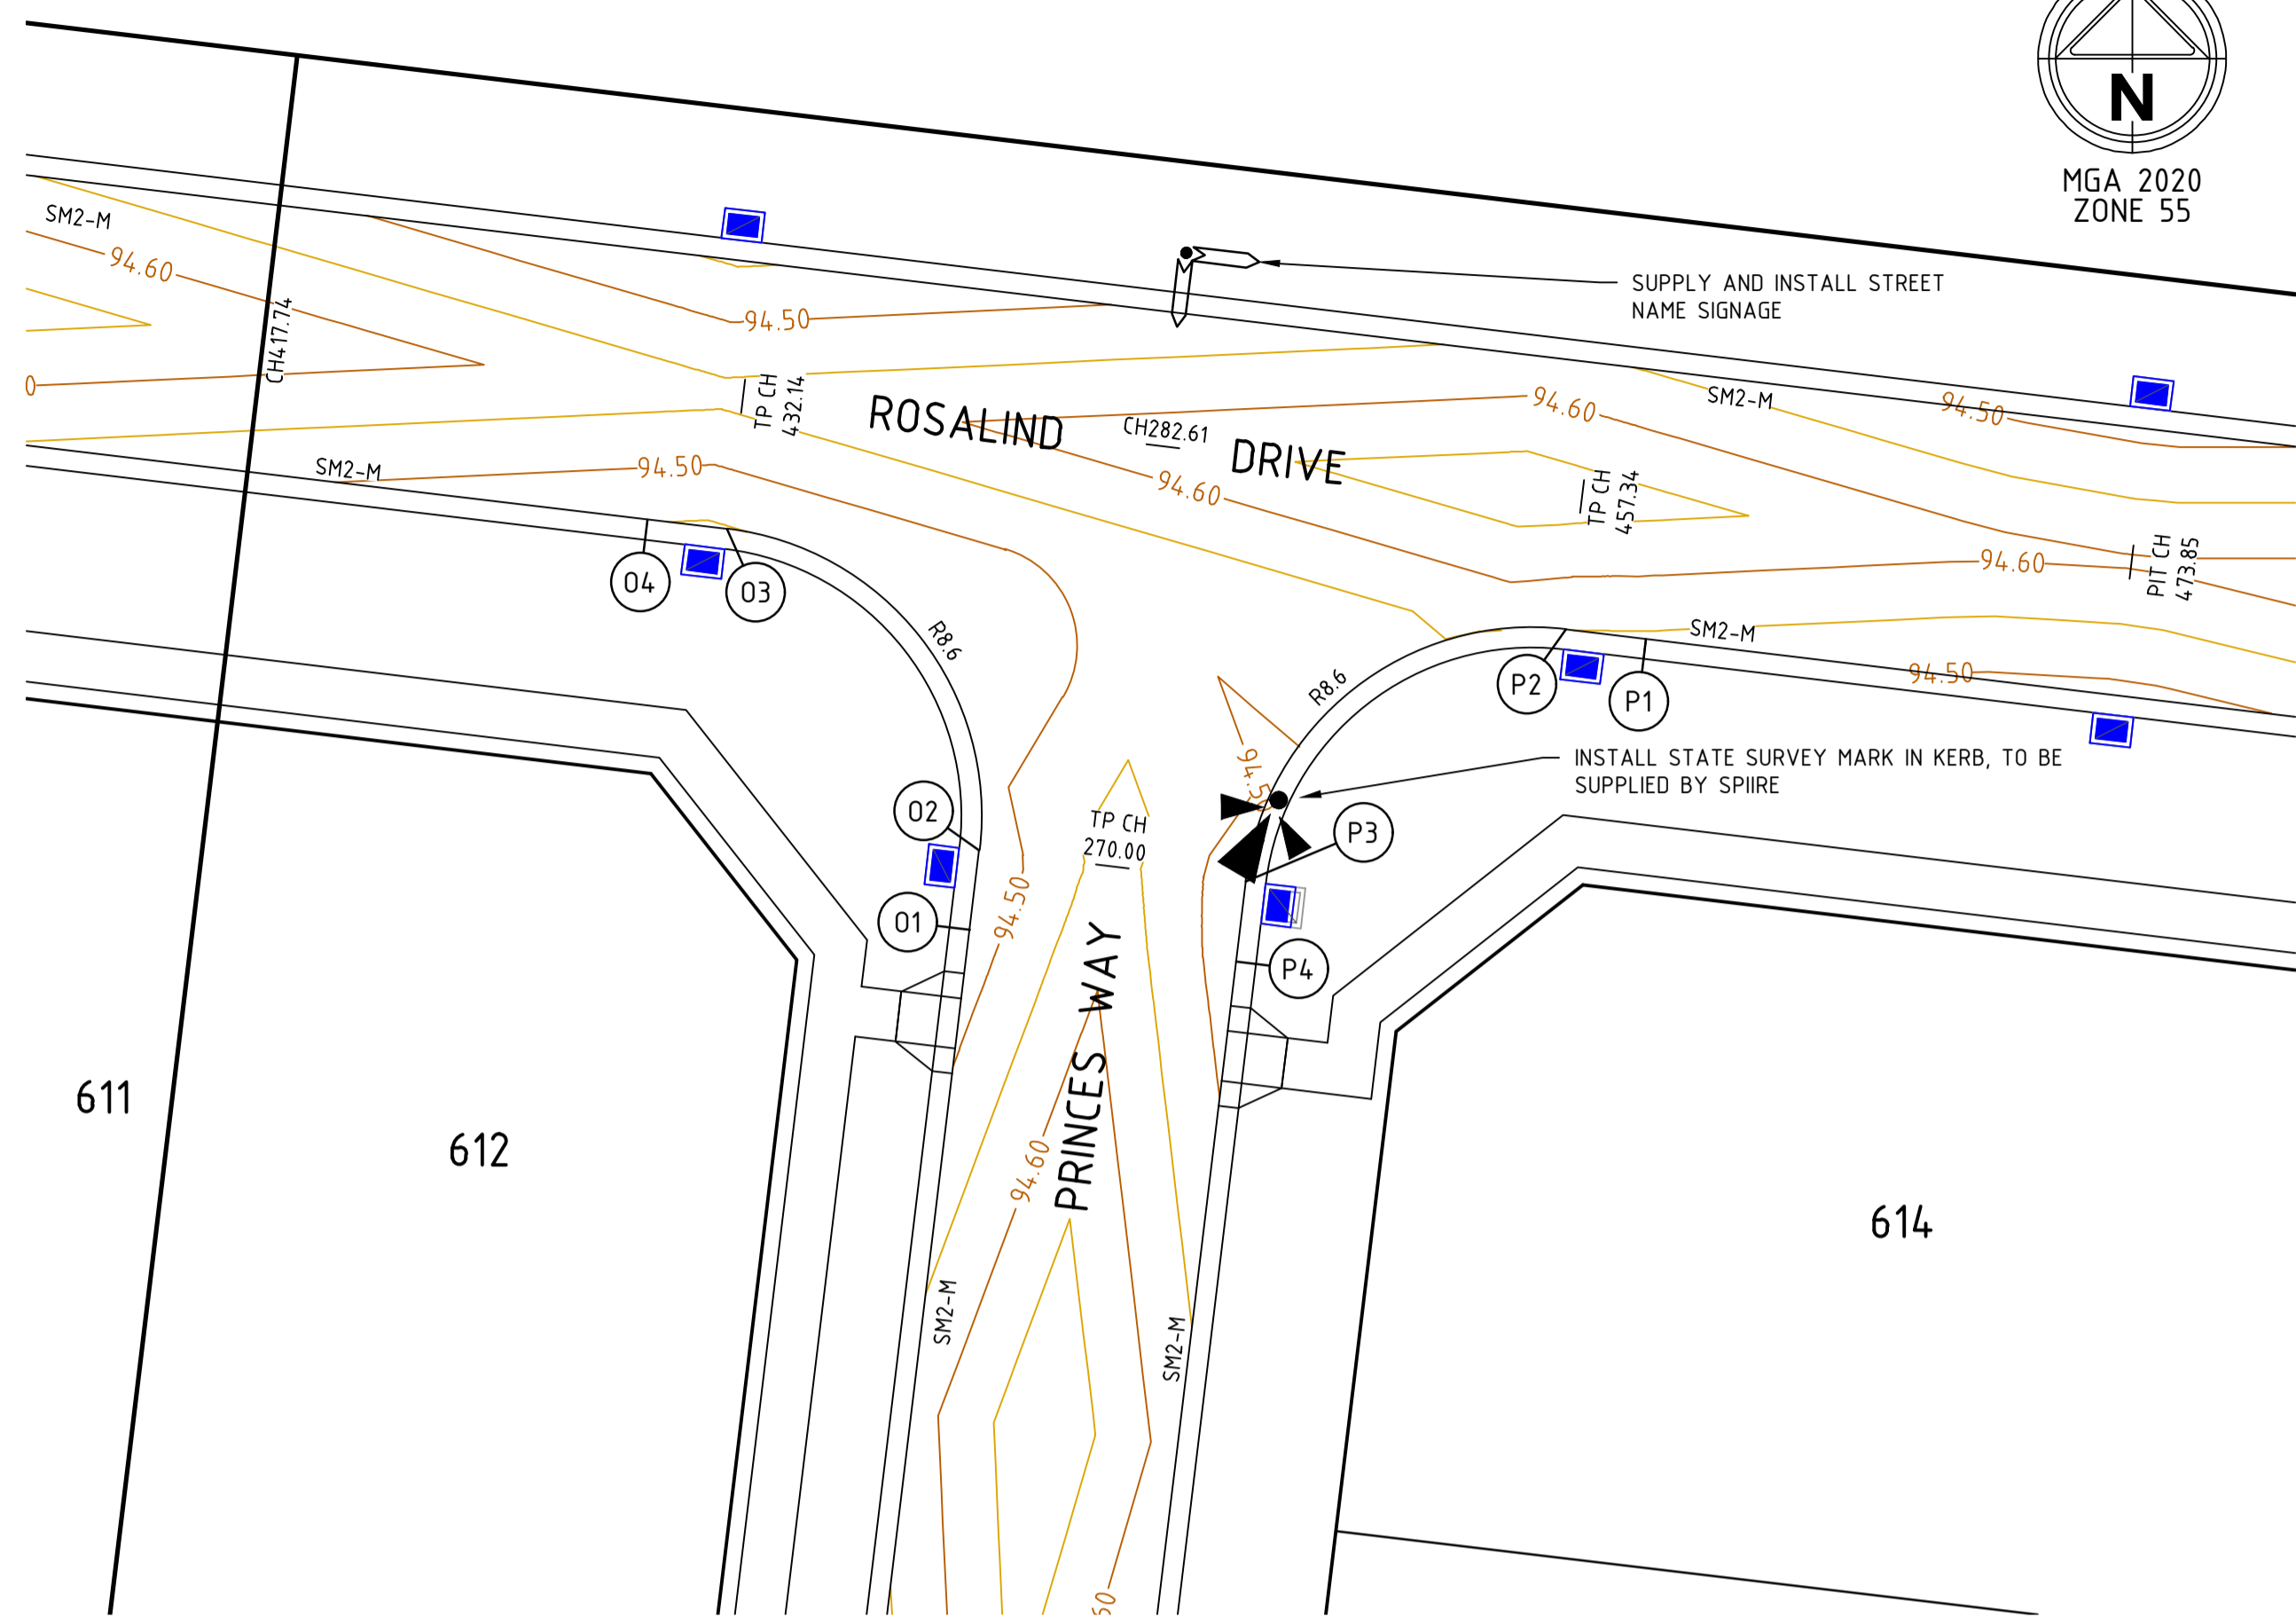 N
MGA 2020
ZONE 55
SM2-M
94.60
CH417.74
94.50
SUPPLY AND INSTALL STREET
NAME SIGNAGE
TP CH
432.14
ROSALIND DRIVE
CH282.61
94.60
SM2-M
94.50
0
SM2-M
94.50
94.60
TP CH
457.34
94.60
PIT CH
473.85
04
03
R8.6
SM2-M
94.50
P2
P1
R8.6
94.50
INSTALL STATE SURVEY MARK IN KERB, TO BE
SUPPLIED BY SPIIRE
02
TP CH
270.00
P3
01
94.50
P4
PRINCES WAY
611
612
94.60
614
SM2-M
SM2-M
60